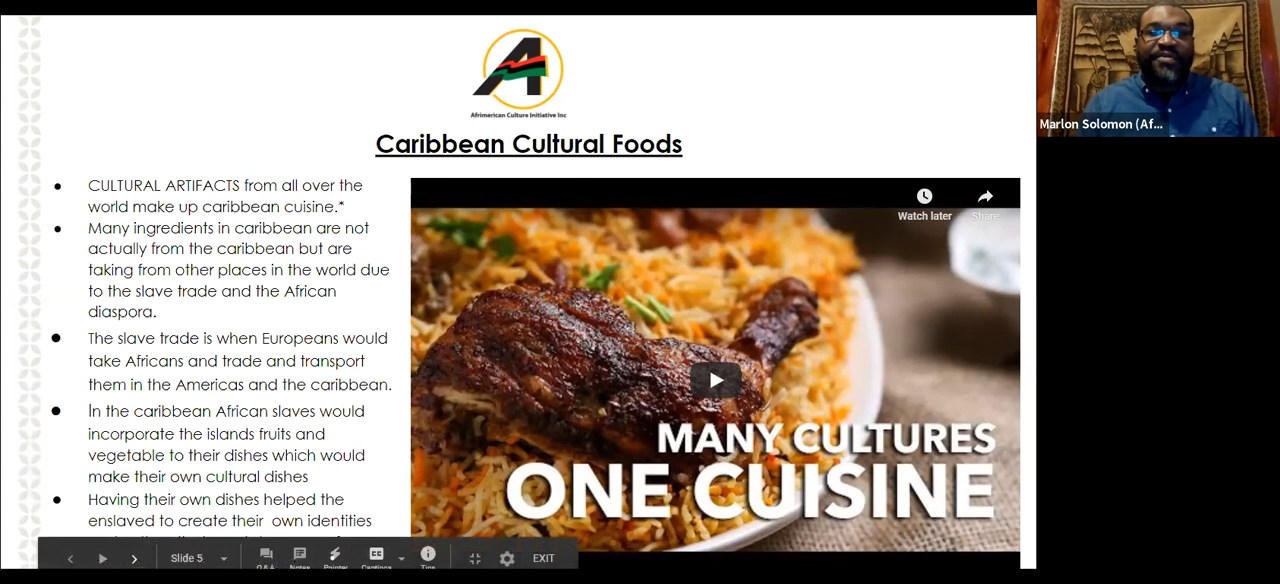 A
Afrimerican Culture Initiative Inc
Caribbean Cultural Foods
● CULTURAL ARTIFACTS from all over the
world make up caribbean cuisine.*
● Many ingredients in caribbean are not
actually from the caribbean but are
taking from other places in the world due
to the slave trade and the African
diaspora.
● The slave trade is when Europeans would
take Africans and trade and transport
them in the Americas and the caribbean.
● In the caribbean African slaves would
incorporate the islands fruits and
vegetable to their dishes which would
make their own cultural dishes
● Having their own dishes helped the
enslaved to create their own identities
Watch later
Share
MANY CULTURES
ONE CUISINE
Marlon Solomon (Af...
Slide 5
Q & A
Notes
Pointer
CC
Captions
Tips
EXIT